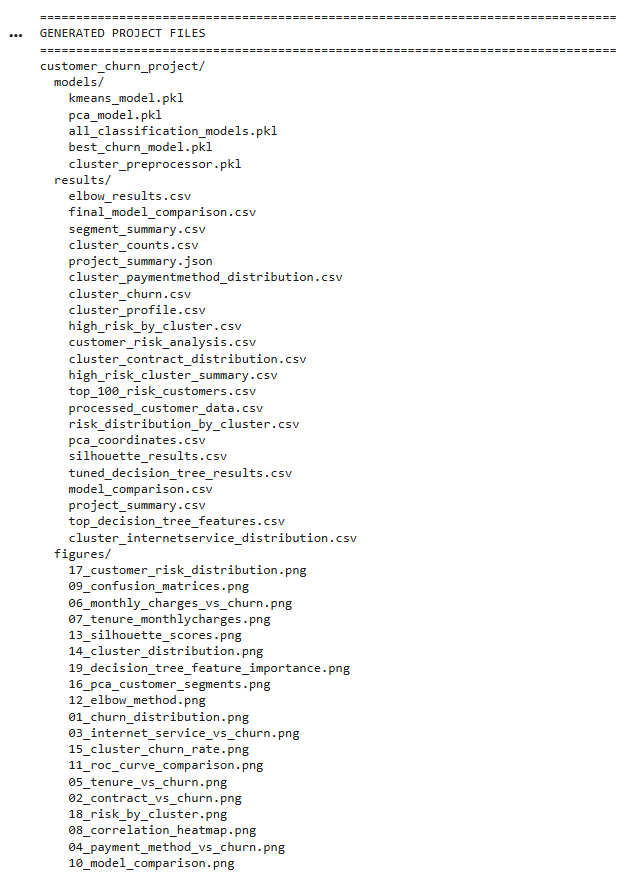 ================================================================================
... GENERATED PROJECT FILES
================================================================================
customer_churn_project/
  models/
    kmeans_model.pkl
    pca_model.pkl
    all_classification_models.pkl
    best_churn_model.pkl
    cluster_preprocessor.pkl
  results/
    elbow_results.csv
    final_model_comparison.csv
    segment_summary.csv
    cluster_counts.csv
    project_summary.json
    cluster_paymentmethod_distribution.csv
    cluster_churn.csv
    cluster_profile.csv
    high_risk_by_cluster.csv
    customer_risk_analysis.csv
    cluster_contract_distribution.csv
    high_risk_cluster_summary.csv
    top_100_risk_customers.csv
    processed_customer_data.csv
    risk_distribution_by_cluster.csv
    pca_coordinates.csv
    silhouette_results.csv
    tuned_decision_tree_results.csv
    model_comparison.csv
    project_summary.csv
    top_decision_tree_features.csv
    cluster_internetservice_distribution.csv
  figures/
    17_customer_risk_distribution.png
    09_confusion_matrices.png
    06_monthly_charges_vs_churn.png
    07_tenure_monthlycharges.png
    13_silhouette_scores.png
    14_cluster_distribution.png
    19_decision_tree_feature_importance.png
    16_pca_customer_segments.png
    12_elbow_method.png
    01_churn_distribution.png
    03_internet_service_vs_churn.png
    15_cluster_churn_rate.png
    11_roc_curve_comparison.png
    05_tenure_vs_churn.png
    02_contract_vs_churn.png
    18_risk_by_cluster.png
    08_correlation_heatmap.png
    04_payment_method_vs_churn.png
    10_model_comparison.png